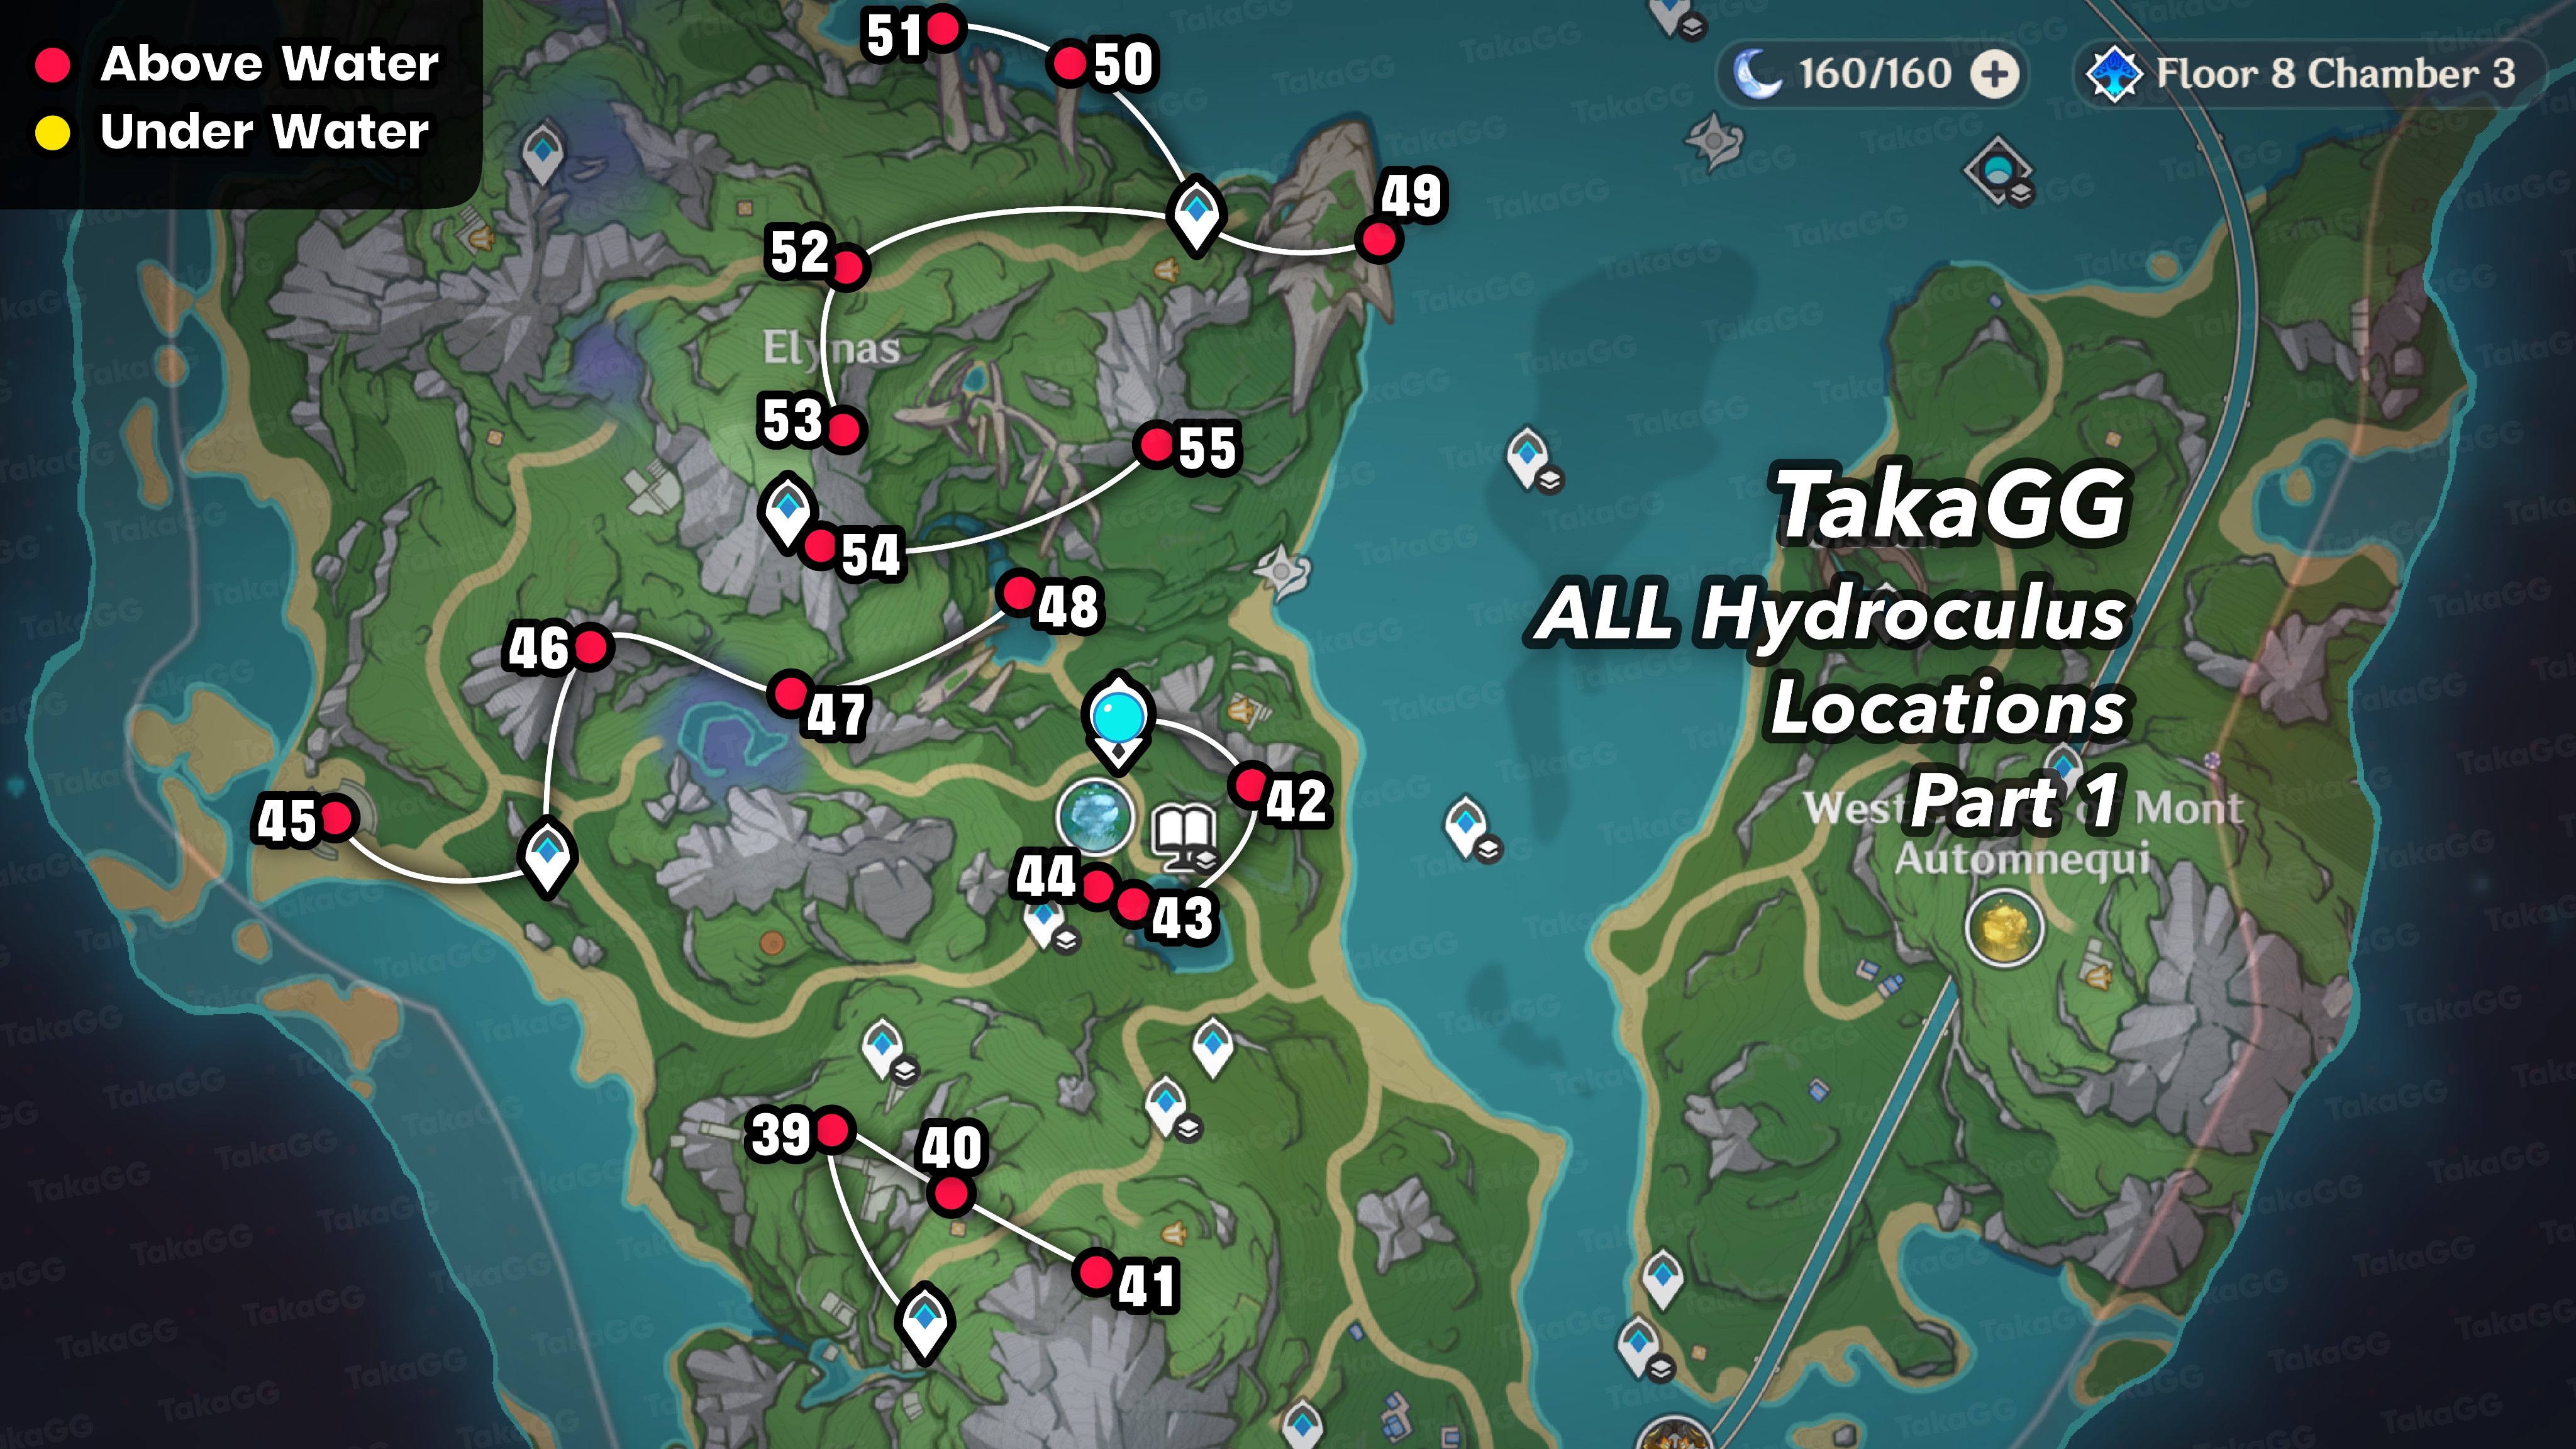 Above Water
Under Water
160/160
Floor 8 Chamber 3
51
50
49
52
Elynas
53
55
54
48
46
47
45
42
44
43
39
40
41
TakaGG
ALL Hydroculus
Locations
Part 1
West Mont
Automnequi
TakaGG